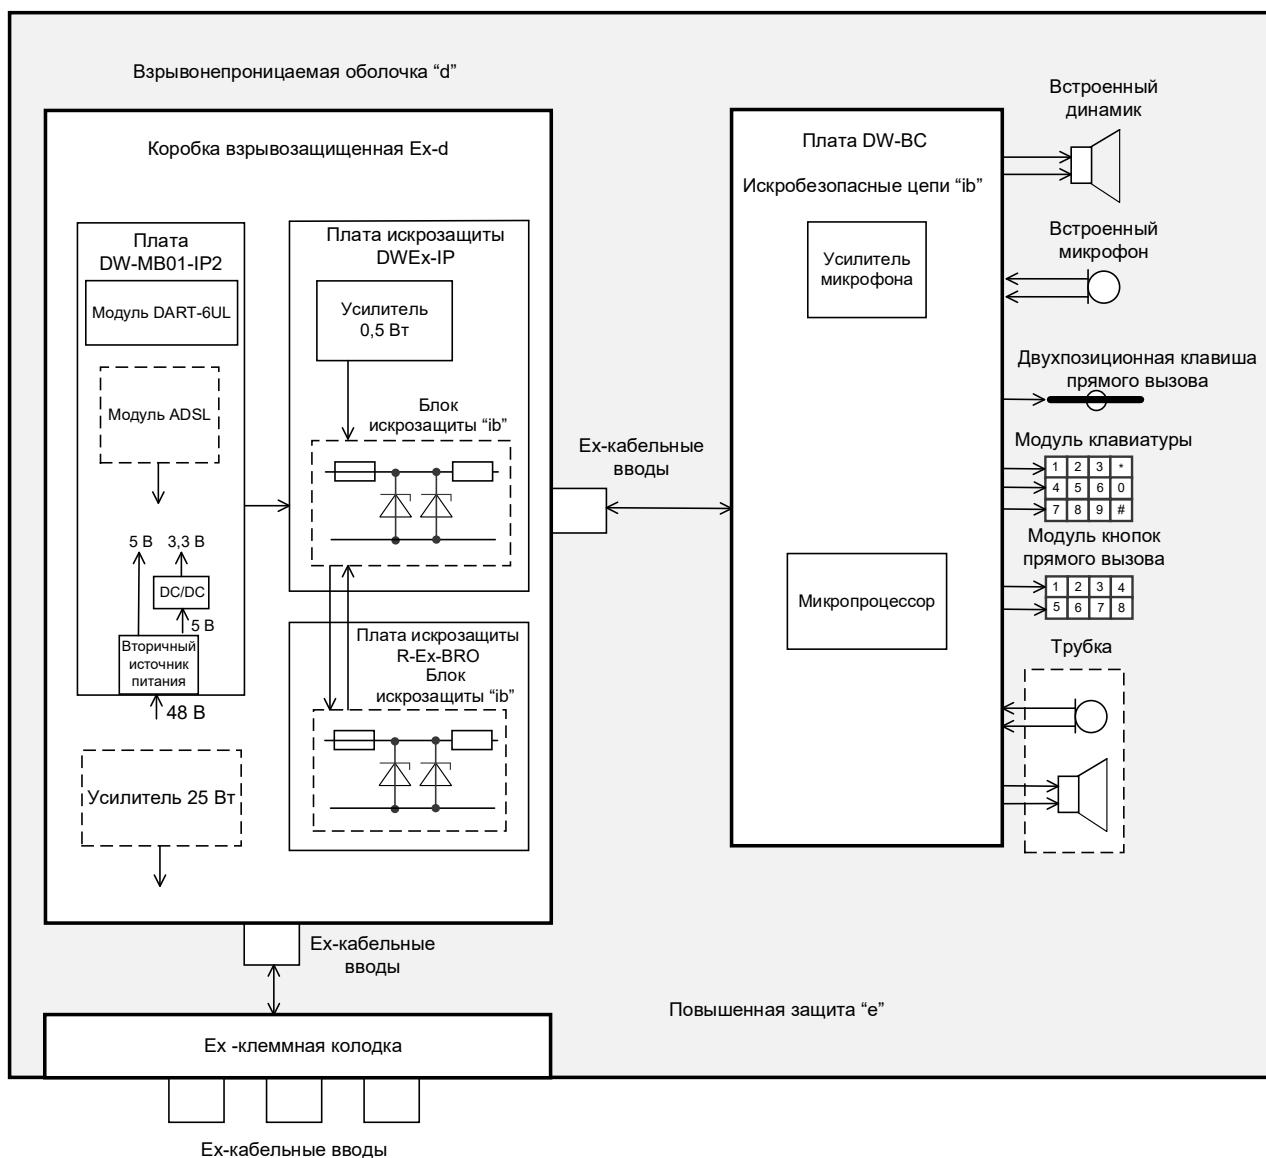 Взрывонепроницаемая оболочка “d”
Коробка взрывозащищенная Ex-d
Плата
DW-MB01-IP2
Модуль DART-6UL
Модуль ADSL
5 В
3,3 В
DC/DC
5 В
Вторичный
источник
питания
48 В
Усилитель 25 Вт
Плата искрозащиты
DWEx-IP
Усилитель
0,5 Вт
Блок
искрозащиты “ib”
Плата искрозащиты
R-Ex-BRO
Блок
искрозащиты “ib”
Ex-кабельные
вводы
Плата DW-BC
Искробезопасные цепи “ib”
Усилитель
микрофона
Микропроцессор
Встроенный
динамик
Встроенный
микрофон
Двухпозиционная клавиша
прямого вызова
Модуль клавиатуры
1 2 3 *
4 5 6 0
7 8 9 #
Модуль кнопок
прямого вызова
1 2 3 4
5 6 7 8
Трубка
Ex-кабельные
вводы
Повышенная защита “e”
Ex -клеммная колодка
Ex-кабельные вводы